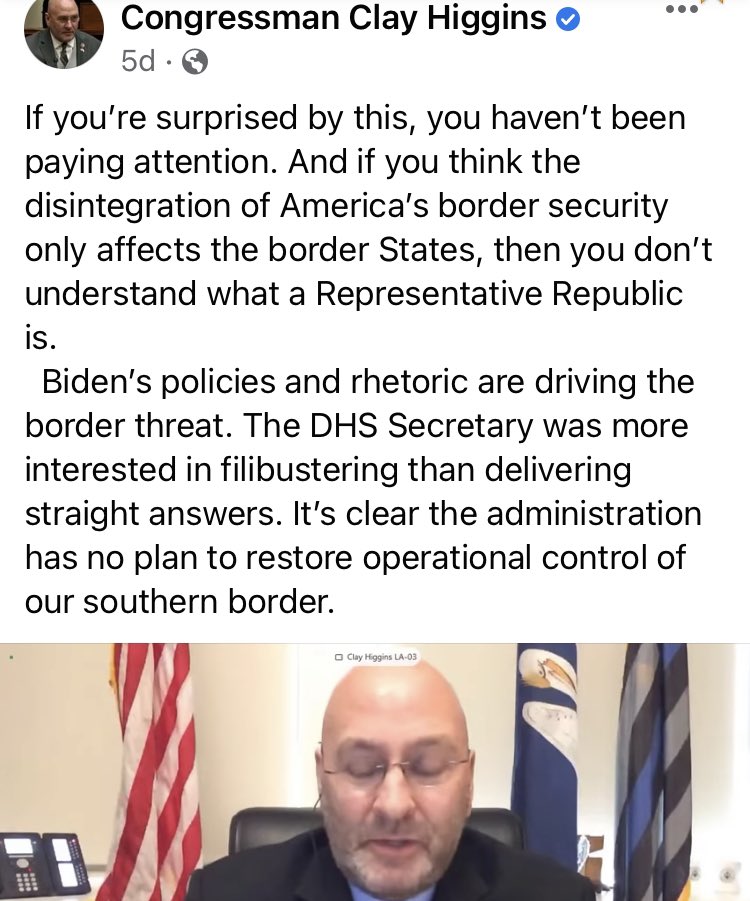 Congressman Clay Higgins
5d ·
If you’re surprised by this, you haven’t been
paying attention. And if you think the
disintegration of America’s border security
only affects the border States, then you don’t
understand what a Representative Republic
is.
Biden’s policies and rhetoric are driving the
border threat. The DHS Secretary was more
interested in filibustering than delivering
straight answers. It’s clear the administration
has no plan to restore operational control of
our southern border.
Clay Higgins LA-03